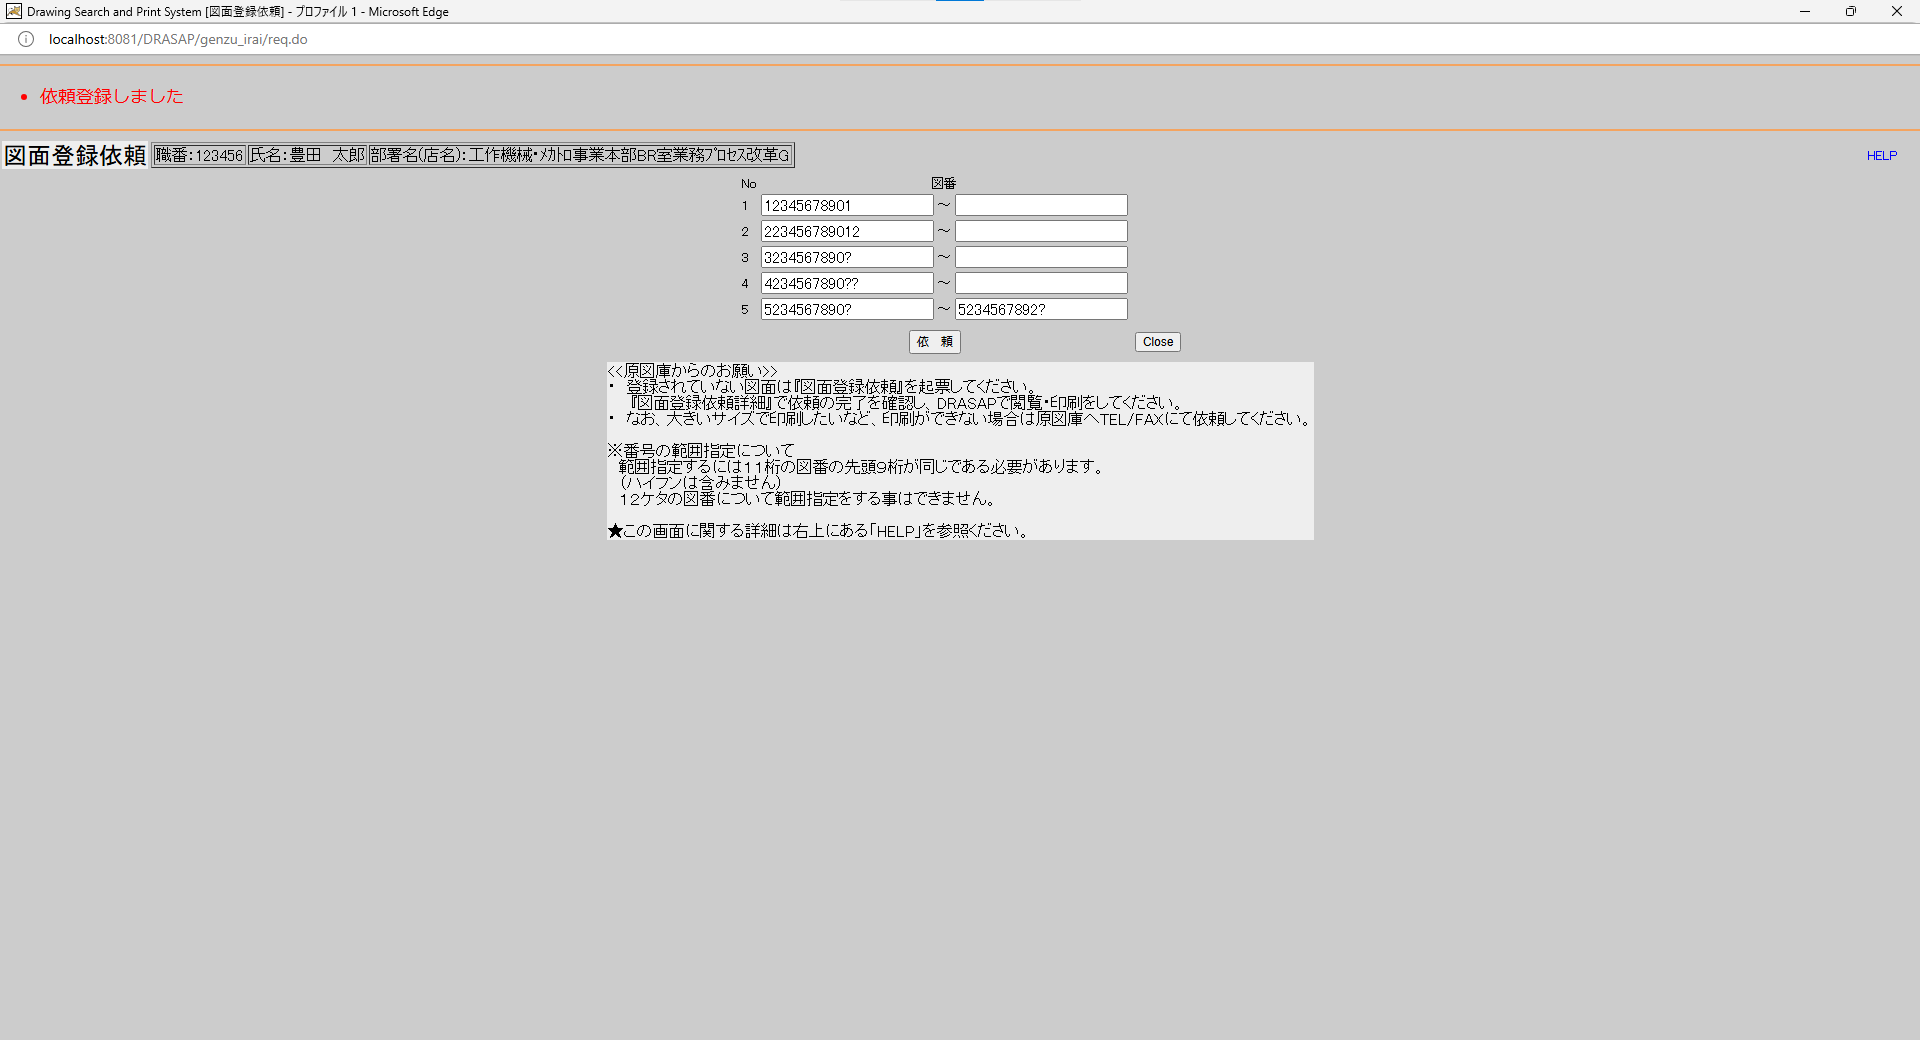 Drawing Search and Print System [図面登録依頼] - プロファイル 1 - Microsoft Edge
localhost:8081/DRASAP/genzu_irai/req.do
• 依頼登録しました
図面登録依頼 職番：123456 氏名：豊田　太郎 部署名(店名)：工作機械・ﾒｶﾄﾛ事業本部BR室業務ﾌﾟﾛｾｽ改革G HELP
No 図番
1 12345678901 ～
2 223456789012 ～
3 3234567890? ～
4 4234567890?? ～
5 5234567890? ～ 5234567892?
依　頼 Close
<<原図庫からのお願い>>
・ 登録されていない図面は『図面登録依頼』を起票してください。
『図面登録依頼詳細』で依頼の完了を確認し、DRASAPで閲覧・印刷をしてください。
・ なお、大きいサイズで印刷したいなど、印刷ができない場合は原図庫へTEL/FAXにて依頼してください。
※番号の範囲指定について
範囲指定するには１１桁の図番の先頭９桁が同じである必要があります。
（ハイフンは含みません）
１２ケタの図番について範囲指定をする事はできません。
★この画面に関する詳細は右上にある「HELP」を参照ください。